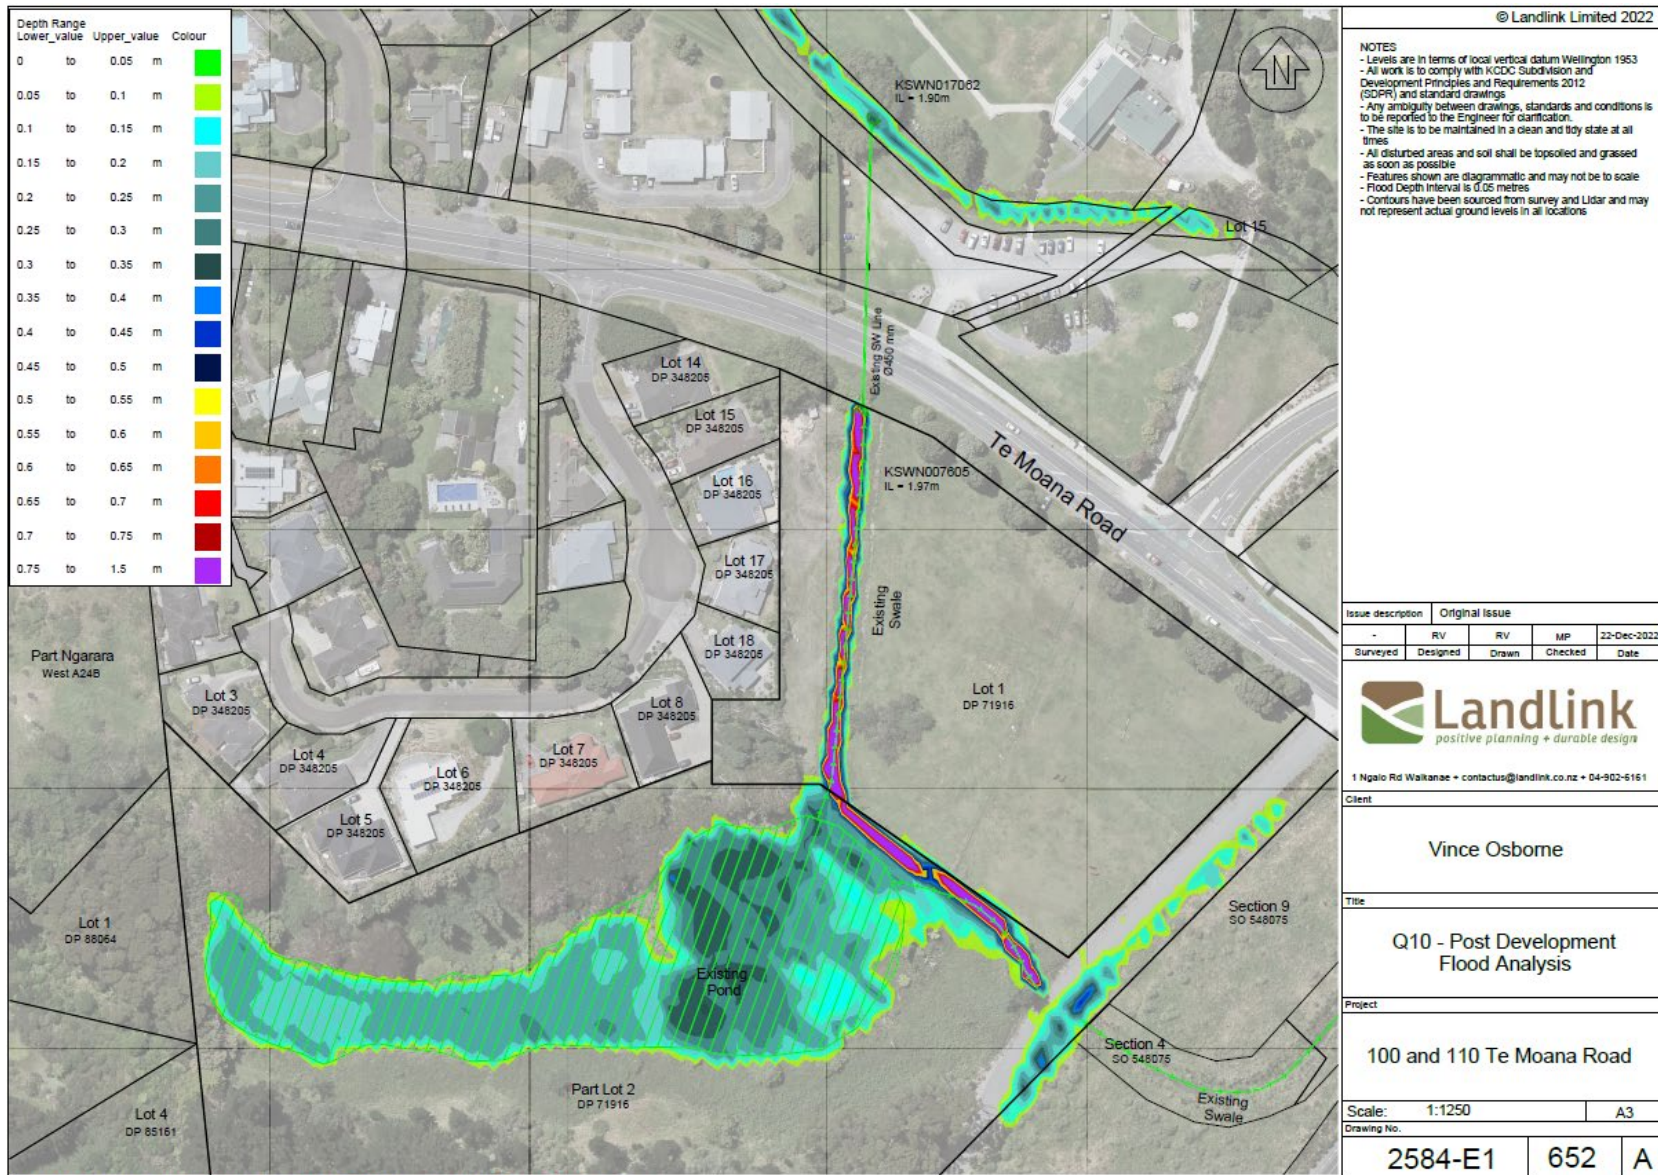 Depth Range
Lower_value Upper_value Colour
0 to 0.05 m
0.05 to 0.1 m
0.1 to 0.15 m
0.15 to 0.2 m
0.2 to 0.25 m
0.25 to 0.3 m
0.3 to 0.35 m
0.35 to 0.4 m
0.4 to 0.45 m
0.45 to 0.5 m
0.5 to 0.55 m
0.55 to 0.6 m
0.6 to 0.65 m
0.65 to 0.7 m
0.7 to 0.75 m
0.75 to 1.5 m
KSWN017062
IL = 1.90m
N
Lot 15
Existing SW Line
Ø450 mm
Lot 14
DP 348205
Lot 15
DP 348205
Lot 16
DP 348205
Lot 17
DP 348205
Lot 18
DP 348205
KSWN007605
IL = 1.97m
Te Moana Road
Existing
Swale
Lot 1
DP 71916
Part Ngarara
West A24B
Lot 3
DP 348205
Lot 4
DP 348205
Lot 5
DP 348205
Lot 6
DP 348205
Lot 7
DP 348205
Lot 8
DP 348205
Lot 1
DP 88064
Existing
Pond
Section 9
SO 548075
Section 4
SO 548075
Existing
Swale
Part Lot 2
DP 71916
Lot 4
DP 85161
© Landlink Limited 2022
NOTES
- Levels are in terms of local vertical datum Wellington 1953
- All work is to comply with KCDC Subdivision and
Development Principles and Requirements 2012
(SDPR) and standard drawings
- Any ambiguity between drawings, standards and conditions is
to be reported to the Engineer for clarification.
- The site is to be maintained in a clean and tidy state at all
times
- All disturbed areas and soil shall be topsoiled and grassed
as soon as possible
- Features shown are diagrammatic and may not be to scale
- Flood Depth Interval is 0.05 metres
- Contours have been sourced from survey and Lidar and may
not represent actual ground levels in all locations
Issue description Original Issue
- RV RV MP 22-Dec-2022
Surveyed Designed Drawn Checked Date
Landlink
positive planning + durable design
1 Ngaio Rd Waikanae + contactus@landlink.co.nz + 04-902-6161
Client
Vince Osborne
Title
Q10 - Post Development
Flood Analysis
Project
100 and 110 Te Moana Road
Scale: 1:1250 A3
Drawing No.
2584-E1 652 A